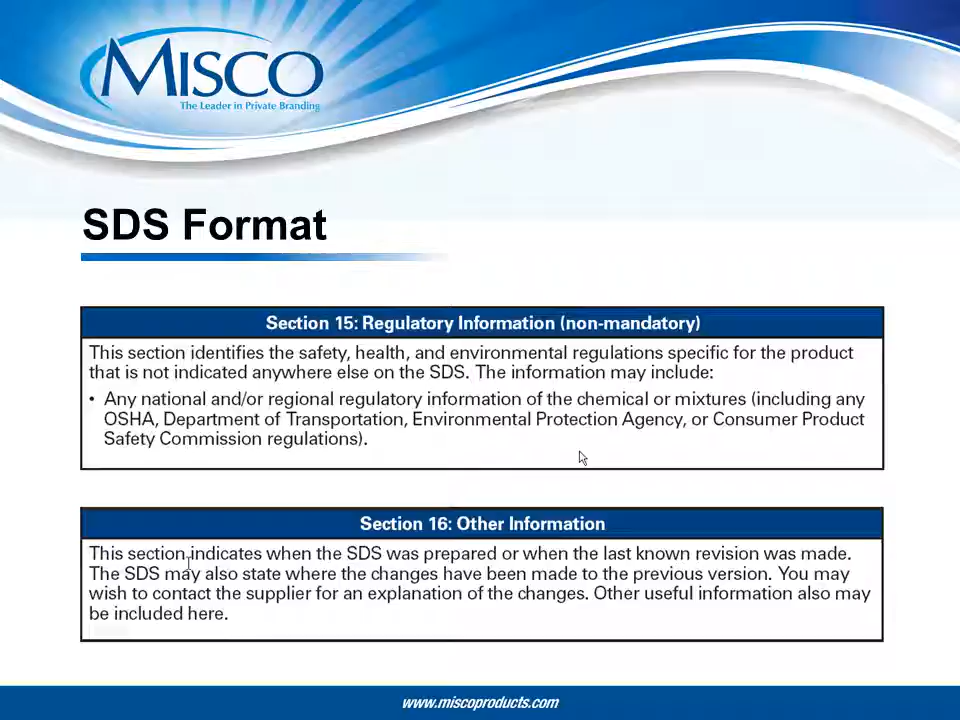 MISCO
The Leader in Private Branding
SDS Format
Section 15: Regulatory Information (non-mandatory)
This section identifies the safety, health, and environmental regulations specific for the product
that is not indicated anywhere else on the SDS. The information may include:
• Any national and/or regional regulatory information of the chemical or mixtures (including any
OSHA, Department of Transportation, Environmental Protection Agency, or Consumer Product
Safety Commission regulations).
Section 16: Other Information
This section indicates when the SDS was prepared or when the last known revision was made.
The SDS may also state where the changes have been made to the previous version. You may
wish to contact the supplier for an explanation of the changes. Other useful information also may
be included here.
www.miscoproducts.com